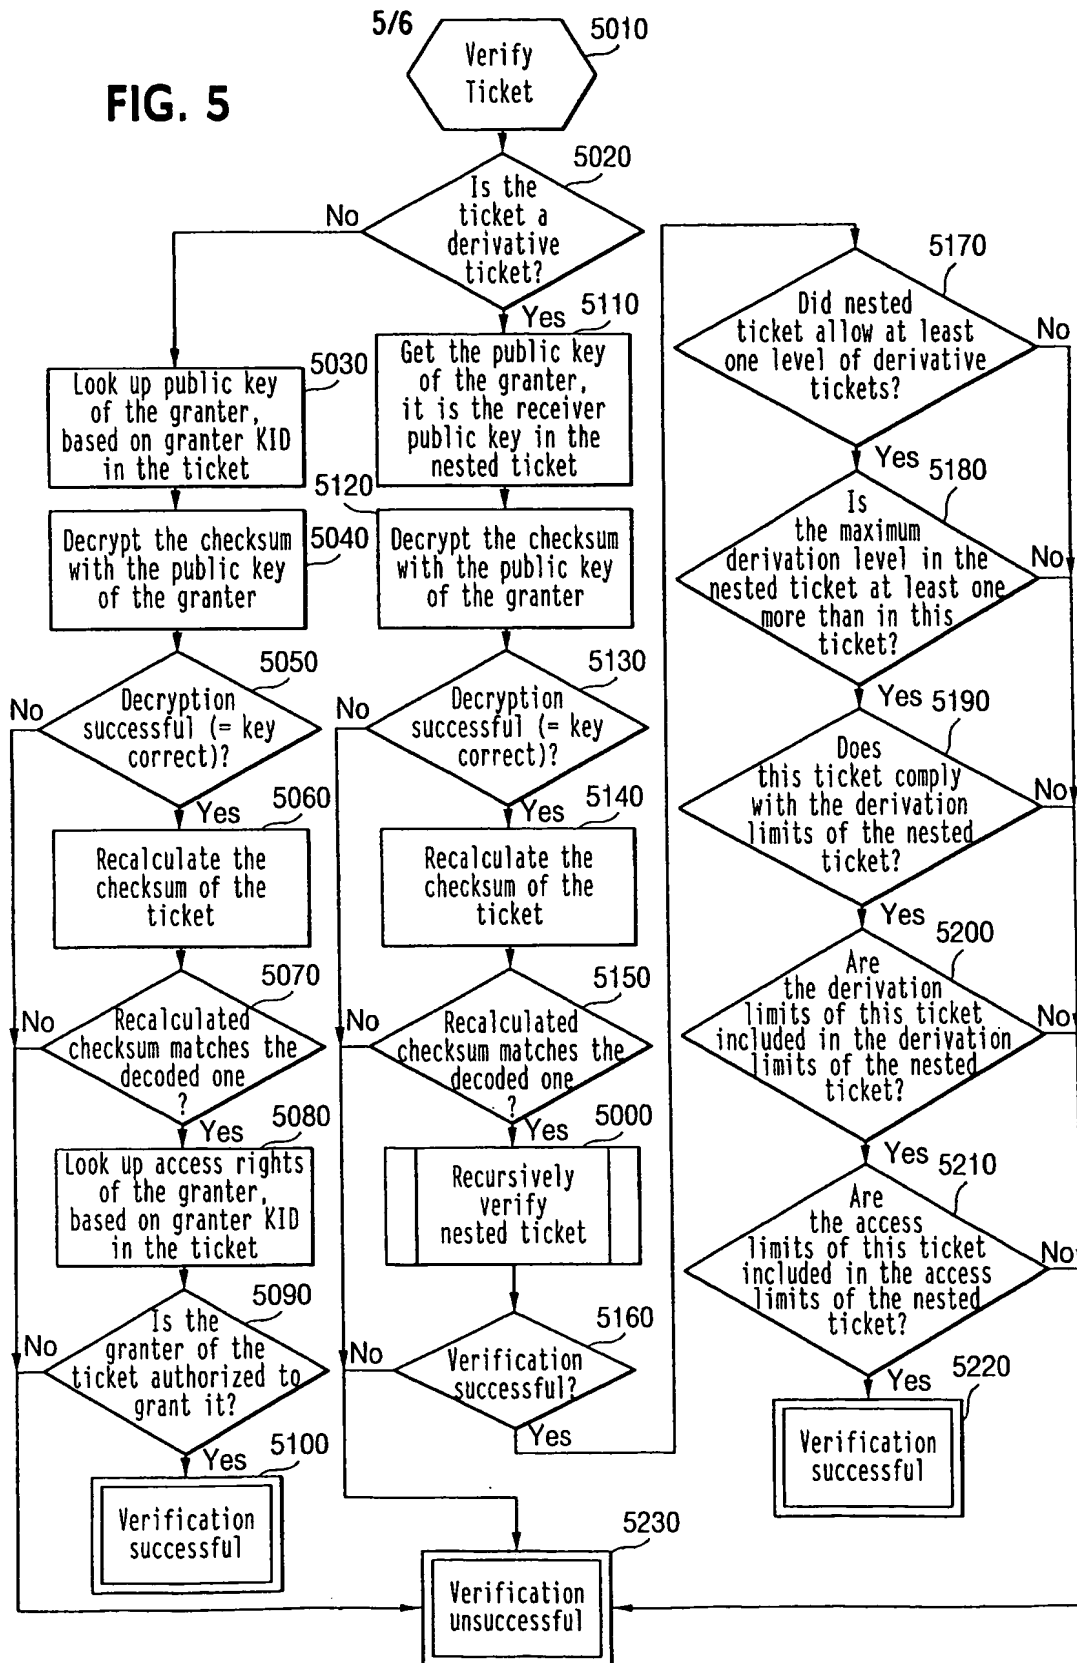 5/6
FIG. 5
5010
Verify
Ticket
5020
Is the
ticket a
derivative
ticket?
No
Yes
5030
Look up public key
of the granter,
based on granter KID
in the ticket
5040
Decrypt the checksum
with the public key
of the granter
5050
Decryption
successful (= key
correct)?
No
Yes
5060
Recalculate the
checksum of the
ticket
5070
Recalculated
checksum matches the
decoded one
?
No
Yes
5080
Look up access rights
of the granter,
based on granter KID
in the ticket
5090
Is the
granter of the
ticket authorized to
grant it?
No
Yes
5100
Verification
successful
5110
Get the public key
of the granter,
it is the receiver
public key in the
nested ticket
5120
Decrypt the checksum
with the public key
of the granter
5130
Decryption
successful (= key
correct)?
No
Yes
5140
Recalculate the
checksum of the
ticket
5150
Recalculated
checksum matches the
decoded one
?
No
Yes
5000
Recursively
verify
nested ticket
5160
Verification
successful?
No
Yes
5170
Did nested
ticket allow at least
one level of derivative
tickets?
No
Yes
5180
Is
the maximum
derivation level in the
nested ticket at least one
more than in this
ticket?
No
Yes
5190
Does
this ticket comply
with the derivation
limits of the nested
ticket?
No
Yes
5200
Are
the derivation
limits of this ticket
included in the derivation
limits of the nested
ticket?
No
Yes
5210
Are
the access
limits of this ticket
included in the access
limits of the nested
ticket?
No
Yes
5220
Verification
successful
5230
Verification
unsuccessful